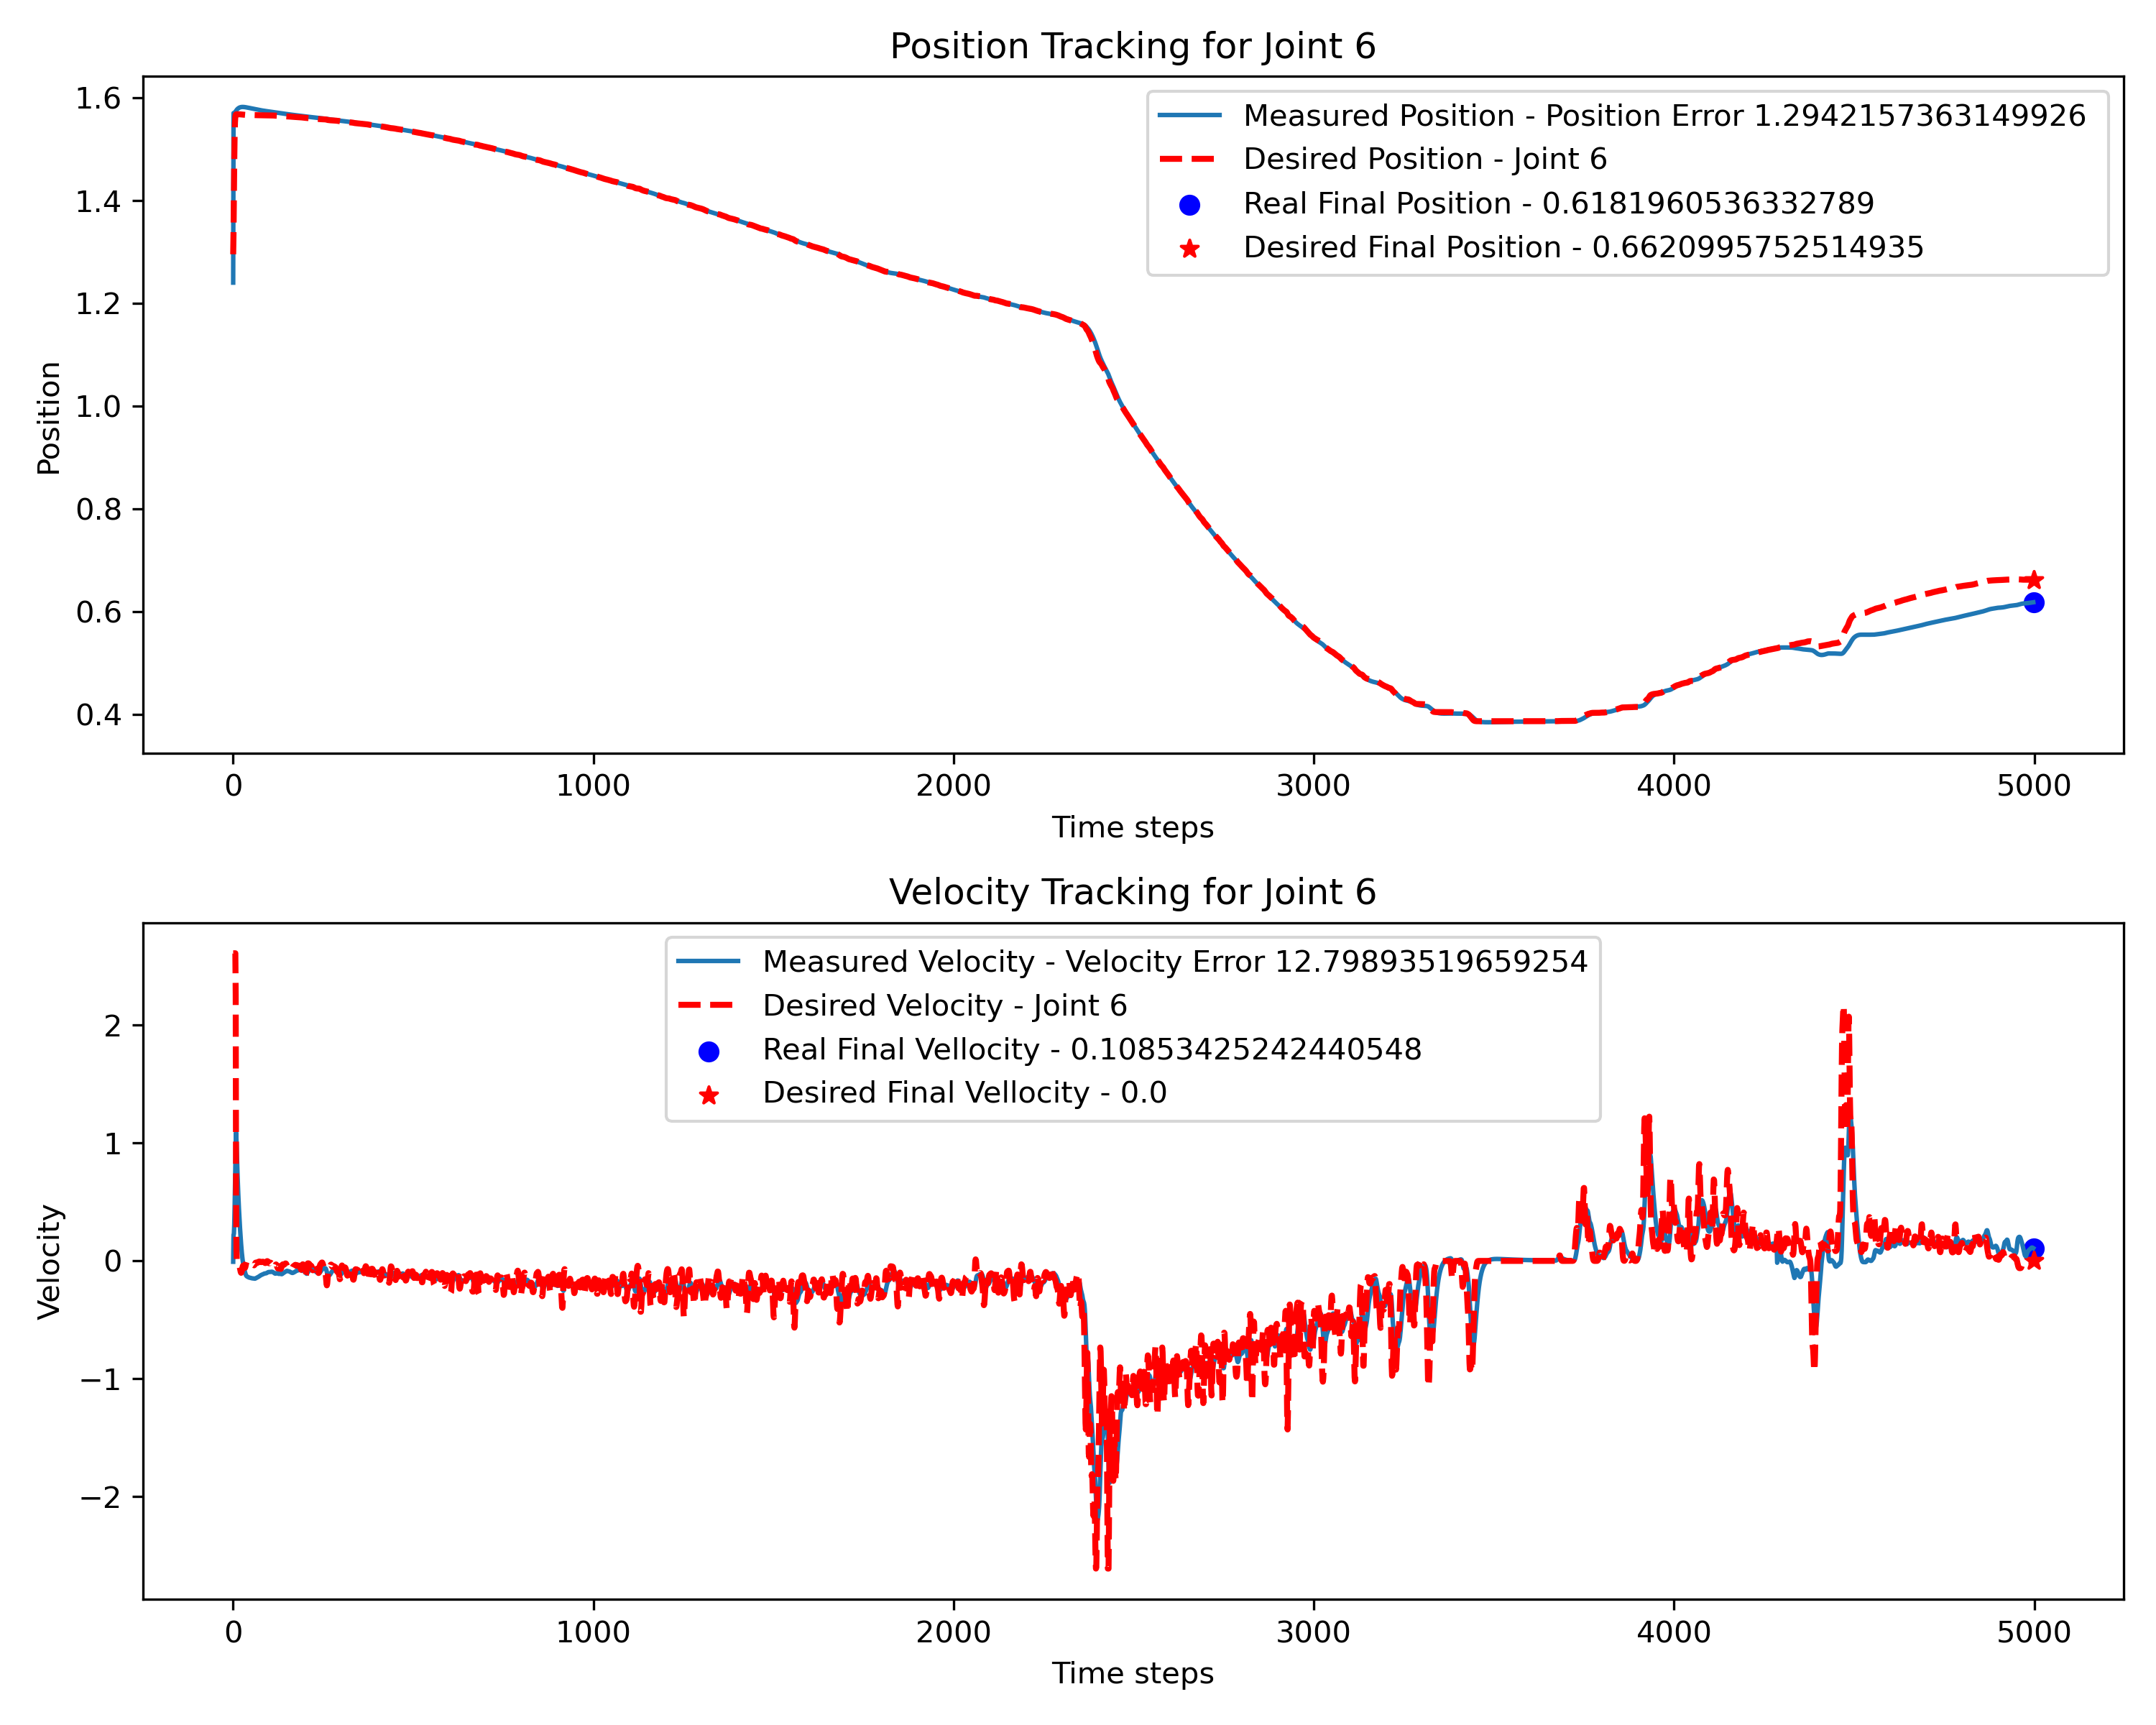 Position Tracking for Joint 6
1.6
1.4
1.2
1.0
0.8
0.6
0.4
Position
Measured Position - Position Error 1.2942157363149926
Desired Position - Joint 6
Real Final Position - 0.6181960536332789
Desired Final Position - 0.6620995752514935
0 1000 2000 3000 4000 5000
Time steps
Velocity Tracking for Joint 6
2
1
0
−1
−2
Velocity
Measured Velocity - Velocity Error 12.79893519659254
Desired Velocity - Joint 6
Real Final Vellocity - 0.10853425242440548
Desired Final Vellocity - 0.0
0 1000 2000 3000 4000 5000
Time steps